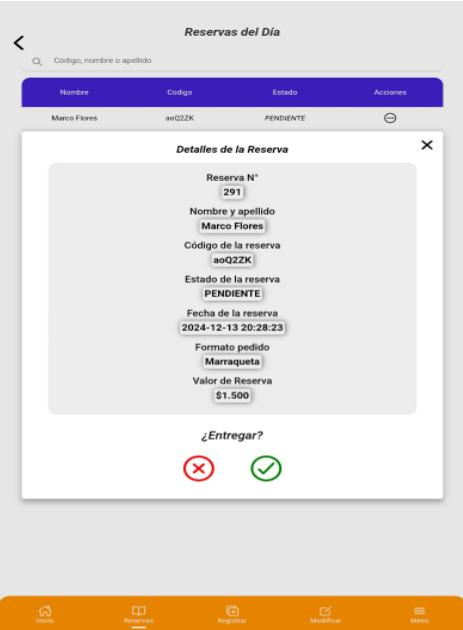 Reservas del Día
Código, nombre o apellido
Nombre Codigo Estado Acciones
Marco Flores aoQ2ZK PENDIENTE
Detalles de la Reserva
Reserva N°
291
Nombre y apellido
Marco Flores
Código de la reserva
aoQ2ZK
Estado de la reserva
PENDIENTE
Fecha de la reserva
2024-12-13 20:28:23
Formato pedido
Marraqueta
Valor de Reserva
$1.500
¿Entregar?
Inicio Reservas Registrar Modificar Menú